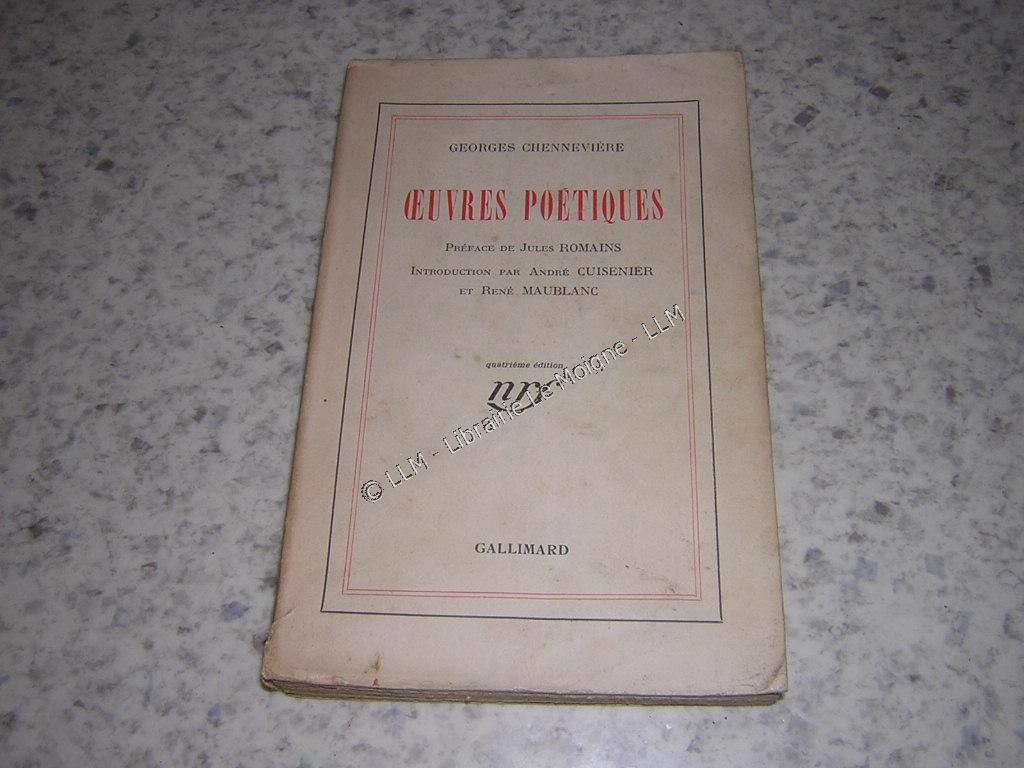 GEORGES CHENNEVIÈRE
ŒUVRES POÉTIQUES
PRÉFACE DE JULES ROMAINS
INTRODUCTION PAR ANDRÉ CUISENIER
ET RENÉ MAUBLANC
quatrième édition
nrf
© LLM - Librairie Le Moigne - LLM
GALLIMARD